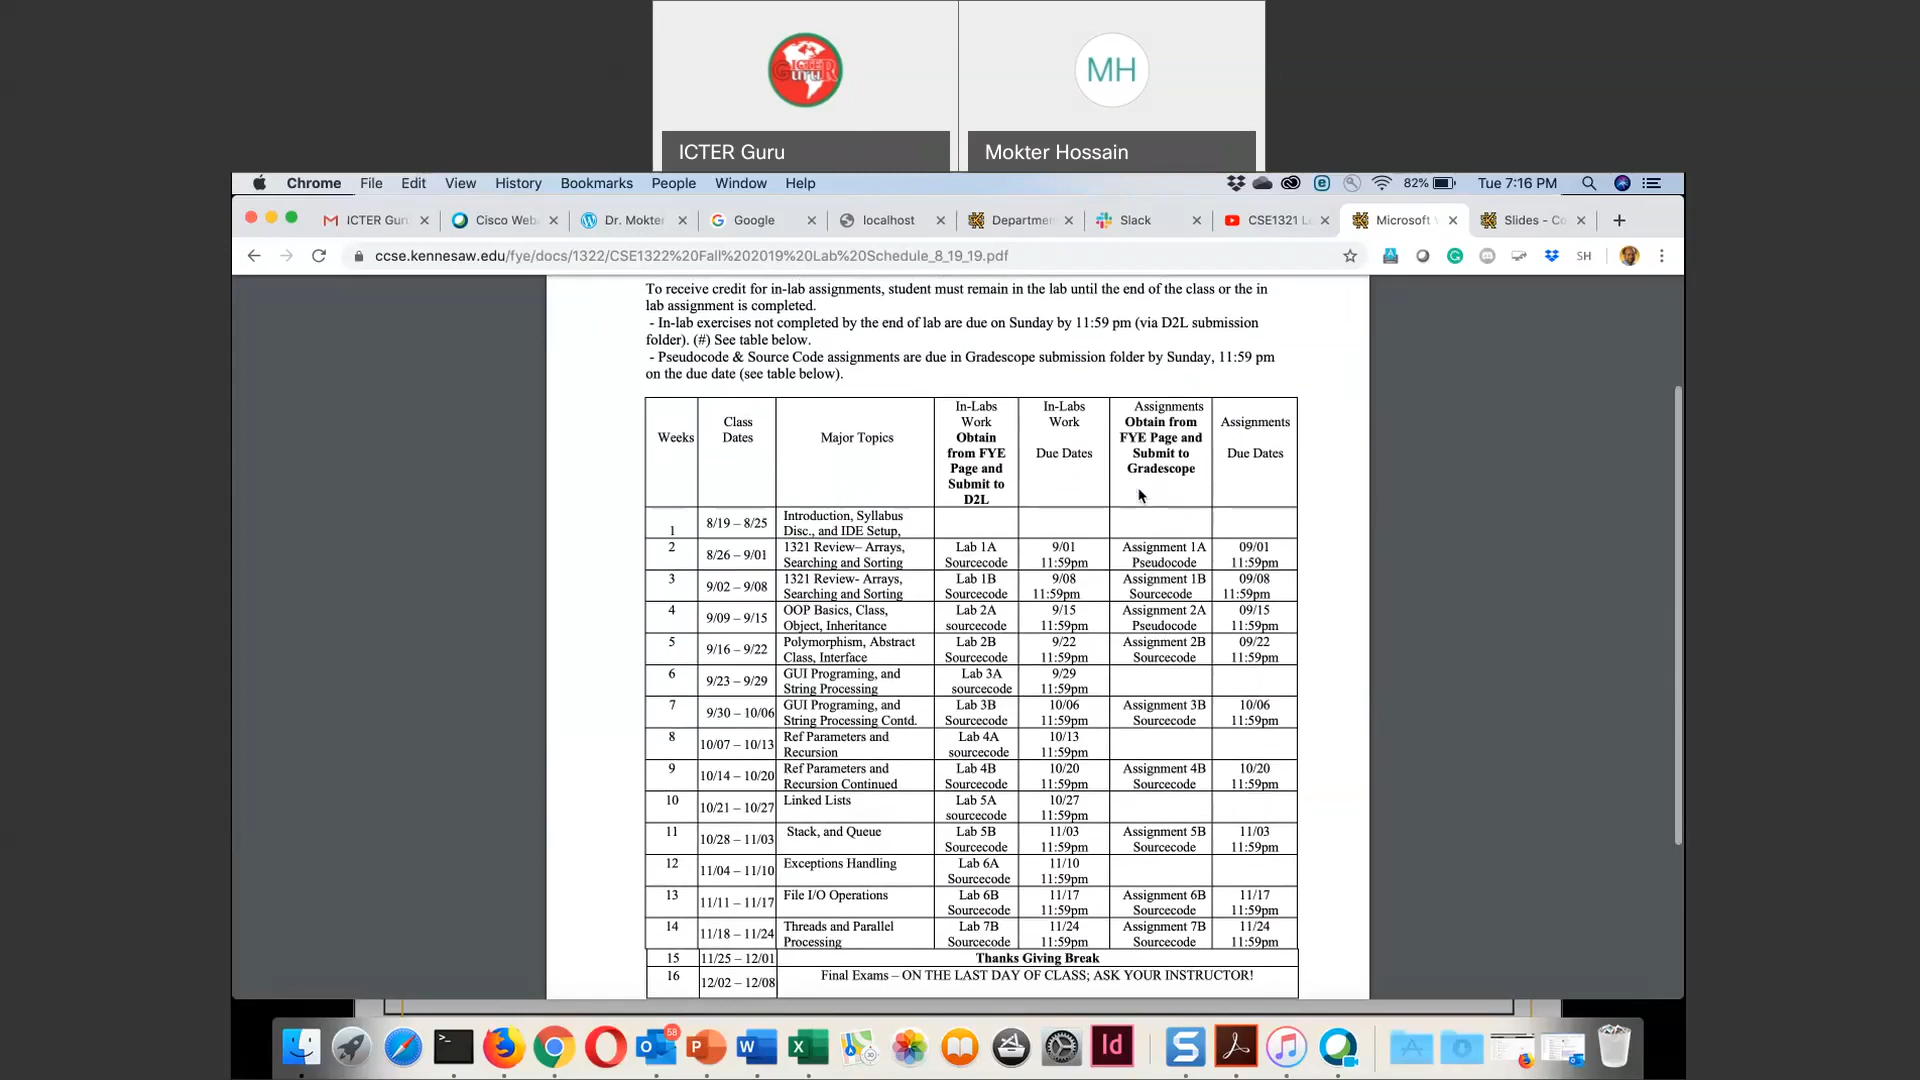 ICTER
Guru
MH
ICTER Guru
Mokter Hossain
Chrome File Edit View History Bookmarks People Window Help
82% Tue 7:16 PM
ICTER Gur
Cisco Web
Dr. Mokter
Google
localhost
Departmen
Slack
CSE1321 L
Microsoft
Slides - Co
ccse.kennesaw.edu/fye/docs/1322/CSE1322%20Fall%202019%20Lab%20Schedule_8_19_19.pdf
SH
To receive credit for in-lab assignments, student must remain in the lab until the end of the class or the in
lab assignment is completed.
- In-lab exercises not completed by the end of lab are due on Sunday by 11:59 pm (via D2L submission
folder). (#) See table below.
- Pseudocode & Source Code assignments are due in Gradescope submission folder by Sunday, 11:59 pm
on the due date (see table below).
Weeks
Class
Dates
Major Topics
In-Labs
Work
Obtain
from FYE
Page and
Submit to
D2L
In-Labs
Work
Due Dates
Assignments
Obtain from
FYE Page and
Submit to
Gradescope
Assignments
Due Dates
1 8/19 – 8/25 Introduction, Syllabus
Disc., and IDE Setup,
2 8/26 – 9/01 1321 Review– Arrays, Lab 1A 9/01 Assignment 1A 09/01
Searching and Sorting Sourcecode 11:59pm Pseudocode 11:59pm
3 9/02 – 9/08 1321 Review- Arrays, Lab 1B 9/08 Assignment 1B 09/08
Searching and Sorting Sourcecode 11:59pm Sourcecode 11:59pm
4 9/09 – 9/15 OOP Basics, Class, Lab 2A 9/15 Assignment 2A 09/15
Object, Inheritance sourcecode 11:59pm Pseudocode 11:59pm
5 9/16 – 9/22 Polymorphism, Abstract Lab 2B 9/22 Assignment 2B 09/22
Class, Interface Sourcecode 11:59pm Sourcecode 11:59pm
6 9/23 – 9/29 GUI Programing, and Lab 3A 9/29
String Processing sourcecode 11:59pm
7 9/30 – 10/06 GUI Programing, and Lab 3B 10/06 Assignment 3B 10/06
String Processing Contd. Sourcecode 11:59pm Sourcecode 11:59pm
8 10/07 – 10/13 Ref Parameters and Lab 4A 10/13
Recursion sourcecode 11:59pm
9 10/14 – 10/20 Ref Parameters and Lab 4B 10/20 Assignment 4B 10/20
Recursion Continued Sourcecode 11:59pm Sourcecode 11:59pm
10 10/21 – 10/27 Linked Lists Lab 5A 10/27
sourcecode 11:59pm
11 10/28 – 11/03 Stack, and Queue Lab 5B 11/03 Assignment 5B 11/03
Sourcecode 11:59pm Sourcecode 11:59pm
12 11/04 – 11/10 Exceptions Handling Lab 6A 11/10
Sourcecode 11:59pm
13 11/11 – 11/17 File I/O Operations Lab 6B 11/17 Assignment 6B 11/17
Sourcecode 11:59pm Sourcecode 11:59pm
14 11/18 – 11/24 Threads and Parallel Lab 7B 11/24 Assignment 7B 11/24
Processing Sourcecode 11:59pm Sourcecode 11:59pm
15 11/25 – 12/01 Thanks Giving Break
16 12/02 – 12/08 Final Exams – ON THE LAST DAY OF CLASS; ASK YOUR INSTRUCTOR!
58
Id